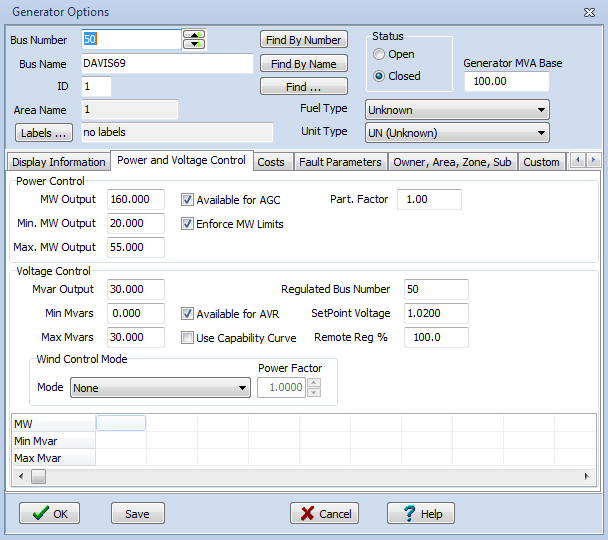 Generator Options
Bus Number 50 Find By Number Status
Open
Bus Name DAVIS69 Find By Name Generator MVA Base
ID 1 Find ... Closed 100.00
Area Name 1 Fuel Type Unknown
Labels ... no labels Unit Type UN (Unknown)
Display Information Power and Voltage Control Costs Fault Parameters Owner, Area, Zone, Sub Custom
Power Control
MW Output 160.000 Available for AGC Part. Factor 1.00
Min. MW Output 20.000 Enforce MW Limits
Max. MW Output 55.000
Voltage Control
Mvar Output 30.000 Regulated Bus Number 50
Min Mvars 0.000 Available for AVR SetPoint Voltage 1.0200
Max Mvars 30.000 Use Capability Curve Remote Reg % 100.0
Wind Control Mode
Power Factor
Mode None 1.0000
MW
Min Mvar
Max Mvar
OK Save Cancel ? Help